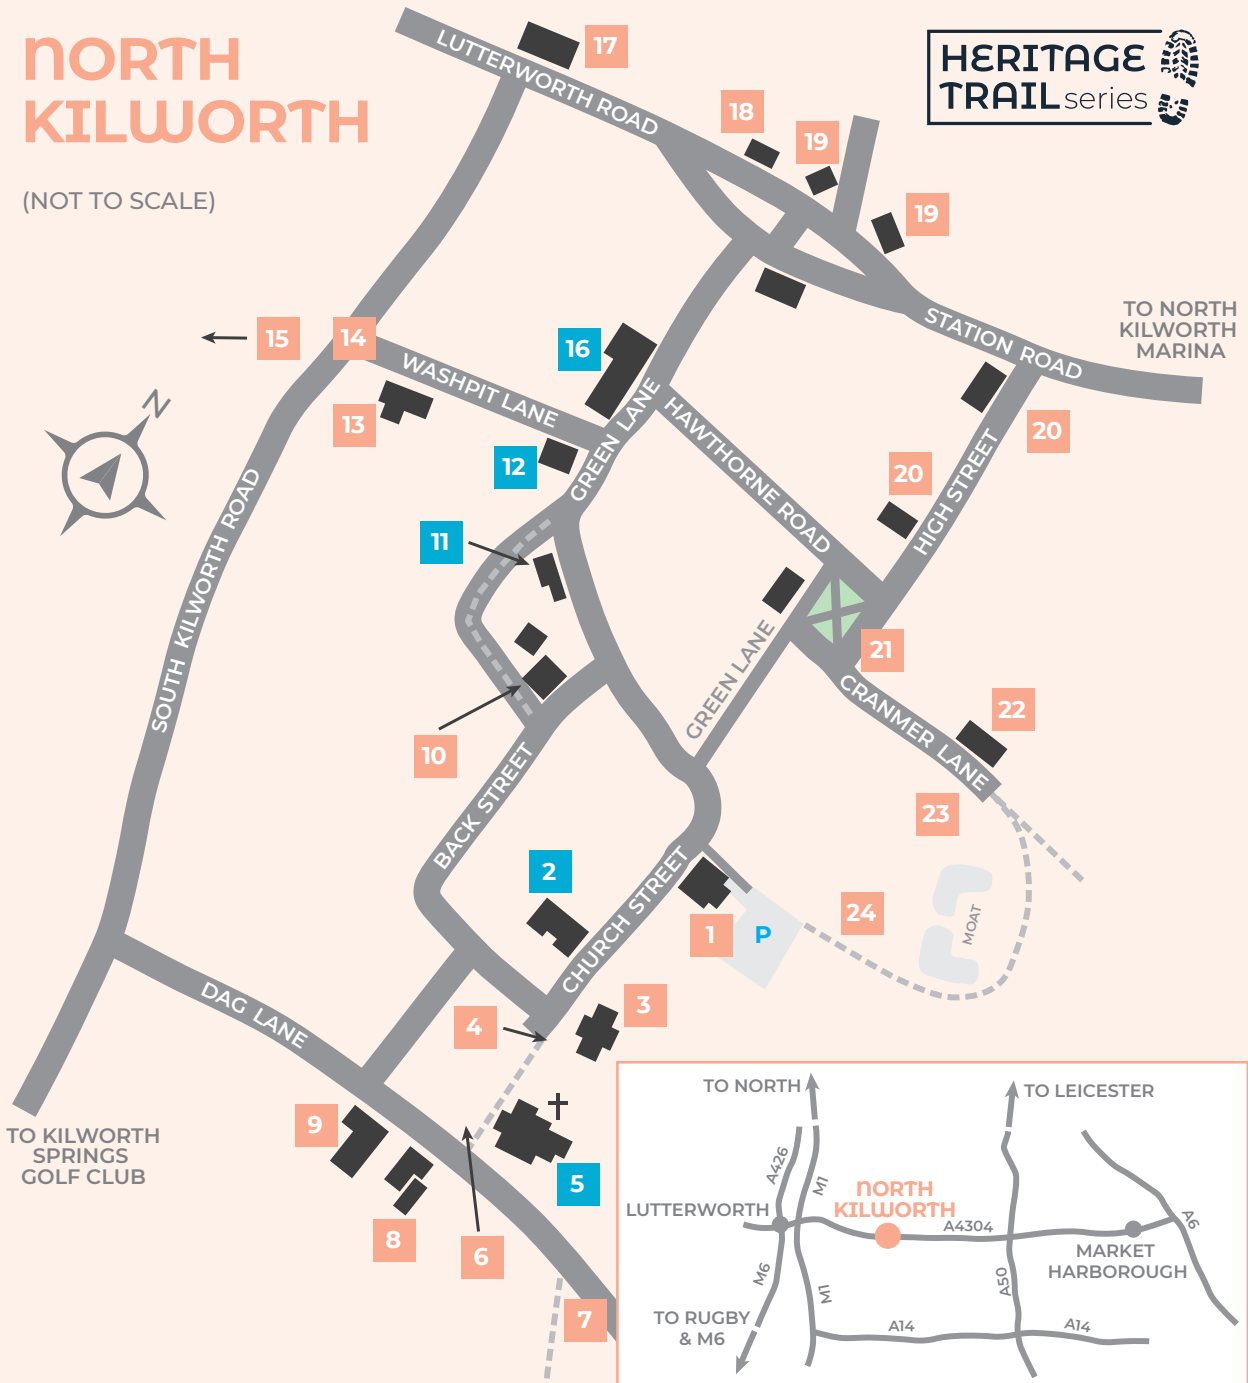 NORTH
KILWORTH
(NOT TO SCALE)
HERITAGE
TRAIL series
LUTTERWORTH ROAD
17
18
19
19
STATION ROAD
TO NORTH
KILWORTH
MARINA
15
14
16
WASHPIT LANE
13
12
GREEN LANE
HAWTHORNE ROAD
20
20
HIGH STREET
N
11
SOUTH KILWORTH ROAD
GREEN LANE
21
CRANMER LANE
22
10
BACK STREET
23
2
CHURCH STREET
1
P
24
MOAT
DAG LANE
4
3
TO KILWORTH
SPRINGS
GOLF CLUB
9
8
6
5
7
TO NORTH
TO LEICESTER
A426
M1
LUTTERWORTH
NORTH
KILWORTH
A4304
A6
MARKET
HARBOROUGH
M6
M1
A50
TO RUGBY
& M6
A14
A14